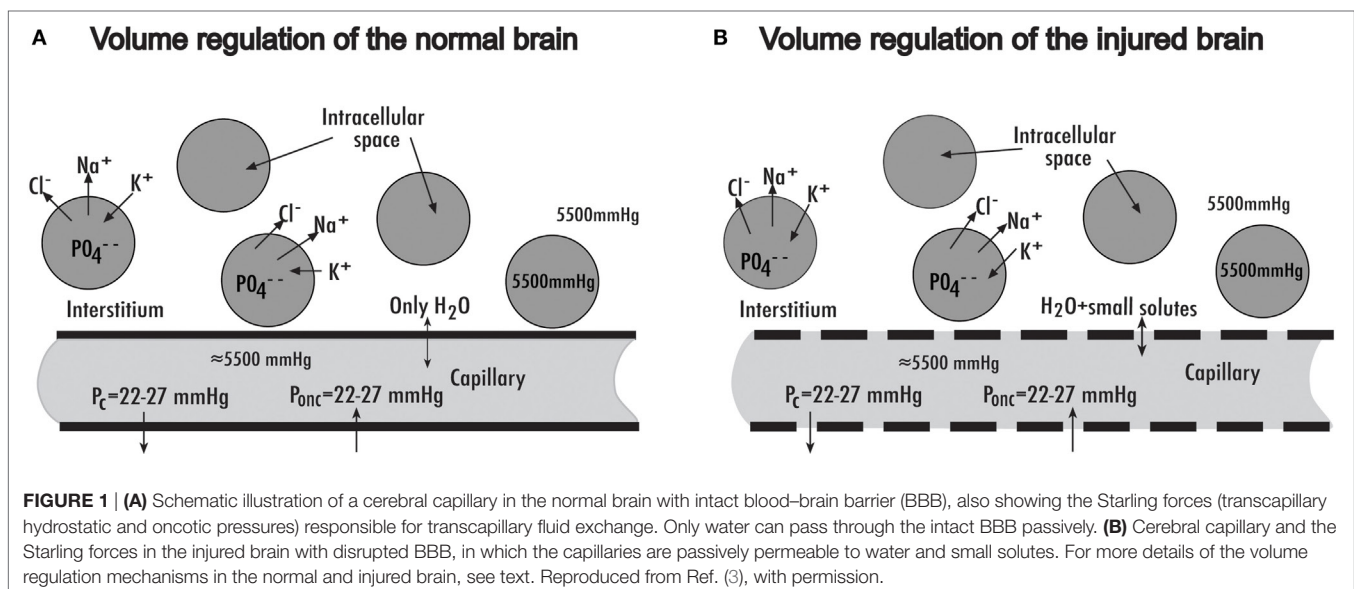 A Volume regulation of the normal brain
Intracellular
space
Na⁺
Cl⁻
K⁺
PO₄⁻⁻
Cl⁻
Na⁺
K⁺
PO₄⁻⁻
5500mmHg
5500mmHg
Interstitium
Only H₂O
≈5500 mmHg
Capillary
P꜀=22-27 mmHg
Pₒₙ꜀=22-27 mmHg
B Volume regulation of the injured brain
Intracellular
space
Na⁺
Cl⁻
K⁺
PO₄⁻⁻
Cl⁻
Na⁺
K⁺
PO₄⁻⁻
5500mmHg
5500mmHg
Interstitium
H₂O+small solutes
≈5500 mmHg
Capillary
P꜀=22-27 mmHg
Pₒₙ꜀=22-27 mmHg
FIGURE 1 | (A) Schematic illustration of a cerebral capillary in the normal brain with intact blood–brain barrier (BBB), also showing the Starling forces (transcapillary
hydrostatic and oncotic pressures) responsible for transcapillary fluid exchange. Only water can pass through the intact BBB passively. (B) Cerebral capillary and the
Starling forces in the injured brain with disrupted BBB, in which the capillaries are passively permeable to water and small solutes. For more details of the volume
regulation mechanisms in the normal and injured brain, see text. Reproduced from Ref. (3), with permission.